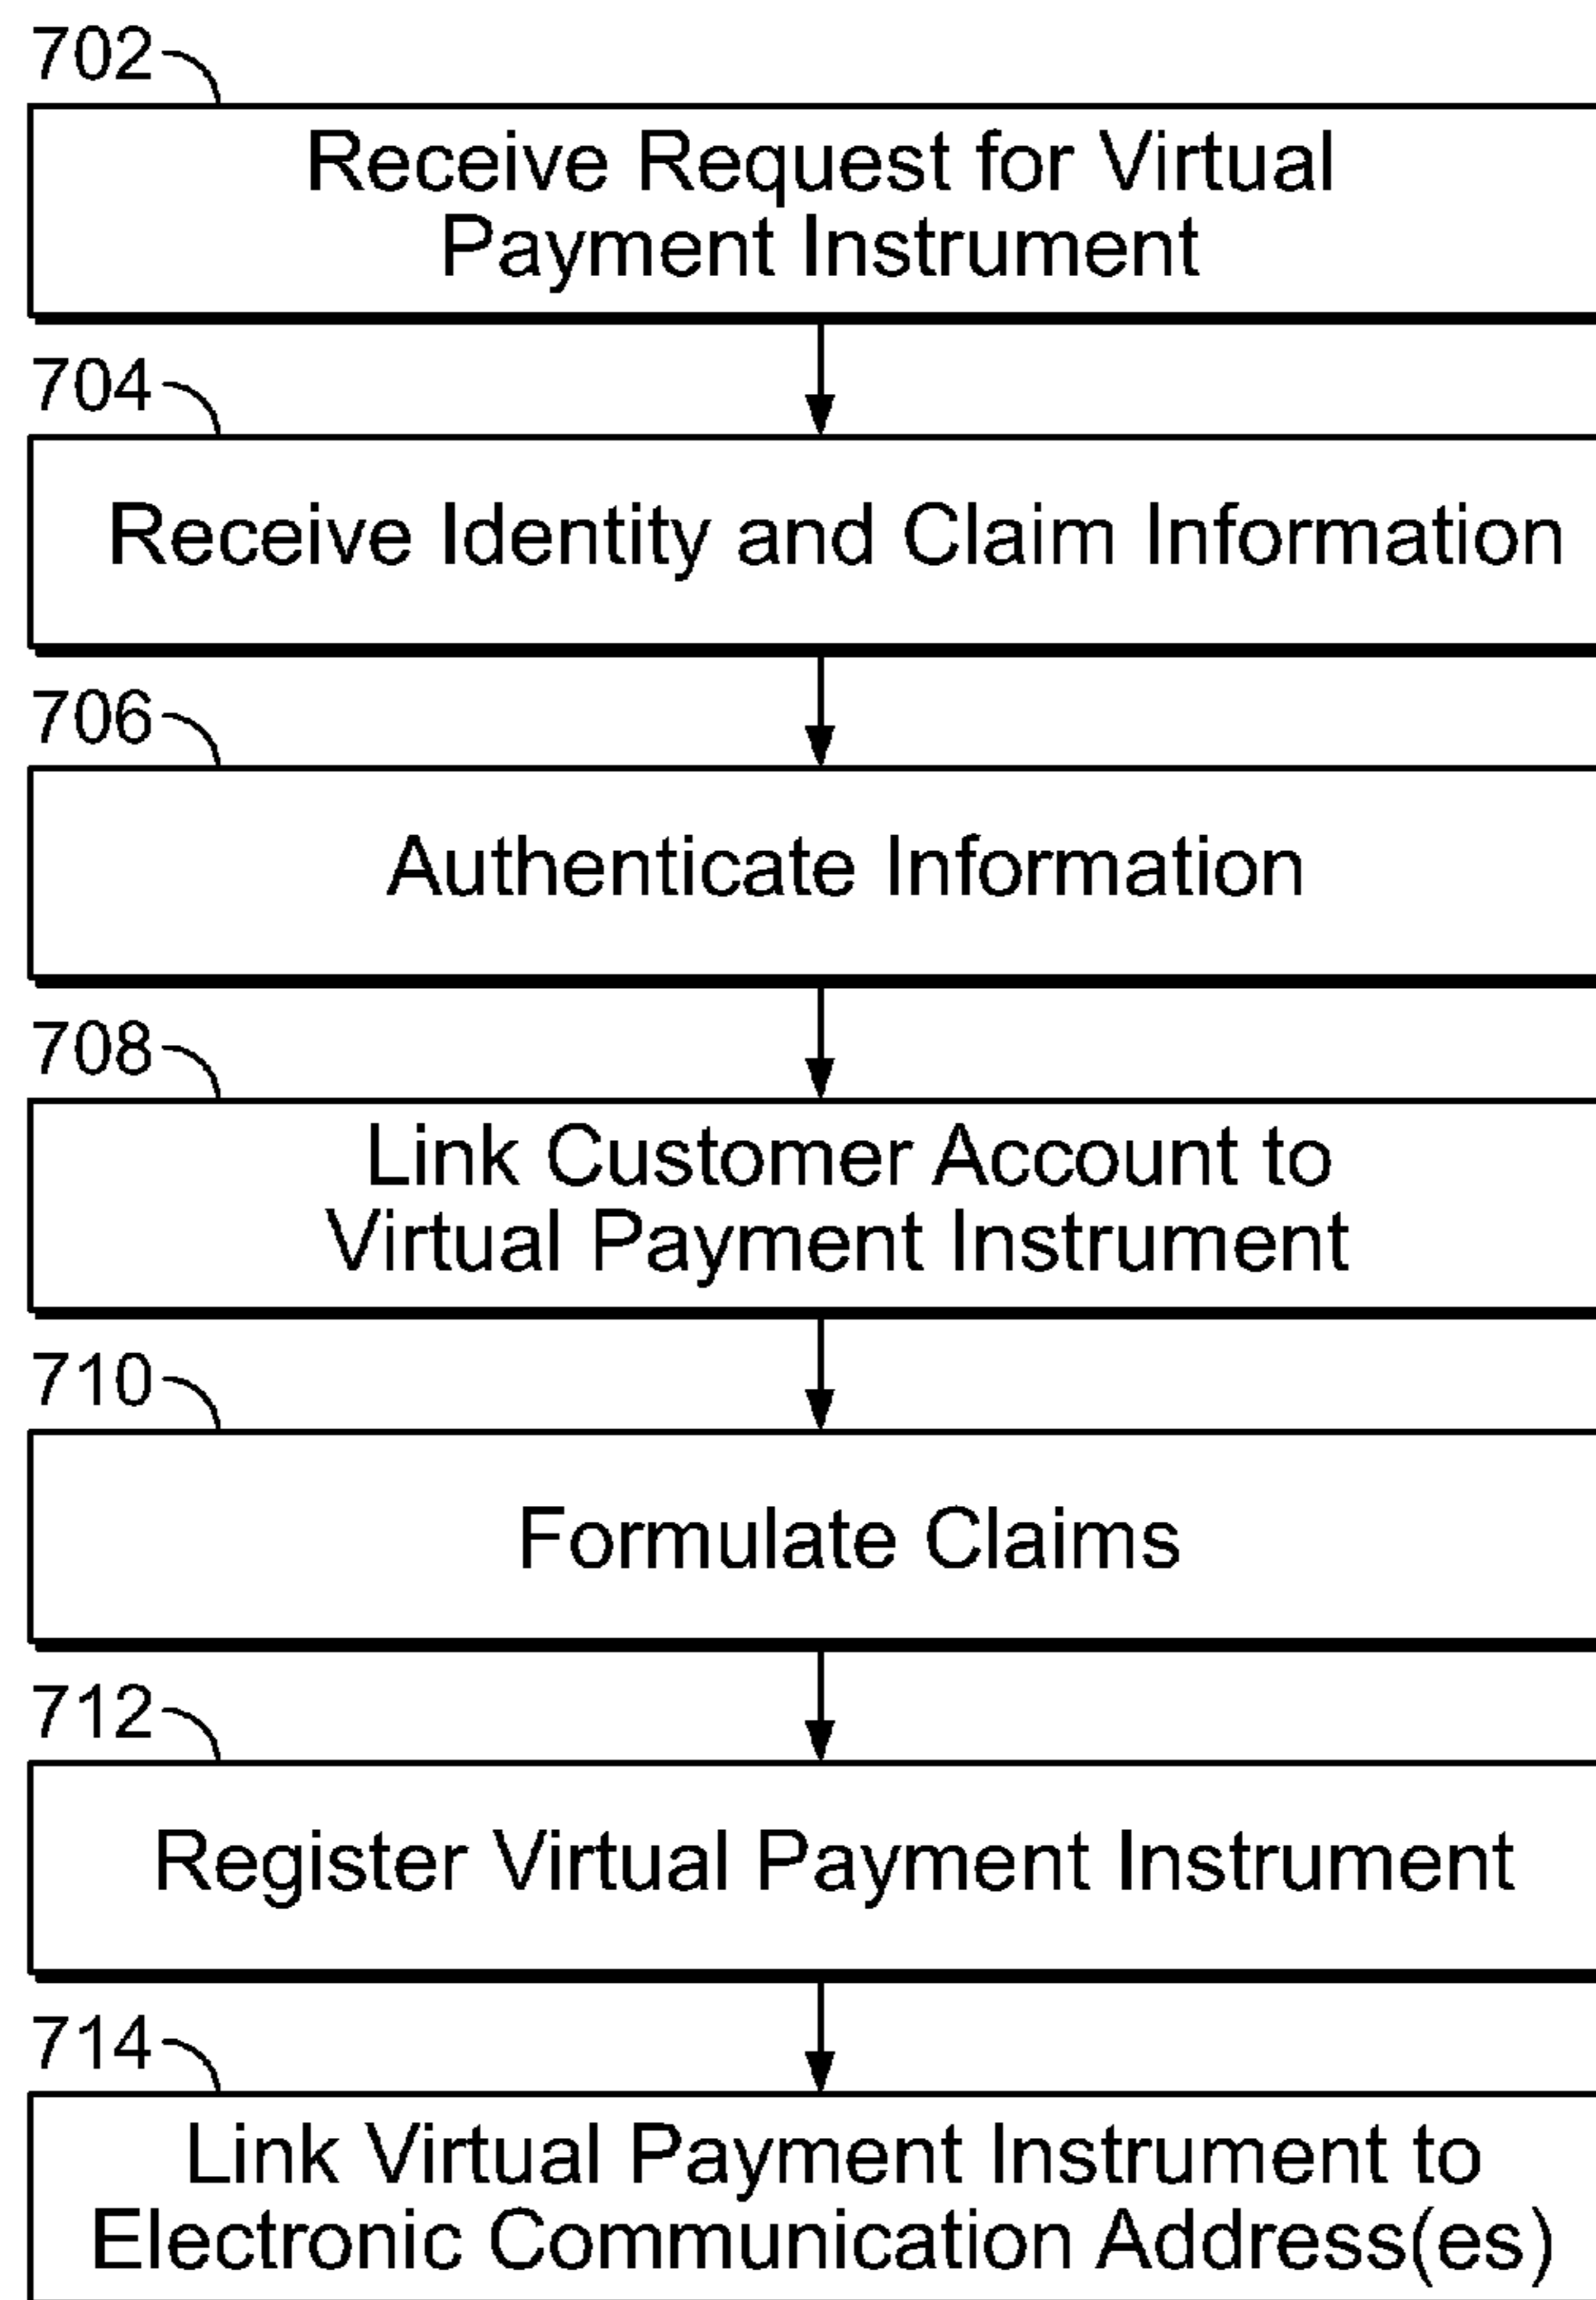 702
Receive Request for Virtual
Payment Instrument
704
Receive Identity and Claim Information
706
Authenticate Information
708
Link Customer Account to
Virtual Payment Instrument
710
Formulate Claims
712
Register Virtual Payment Instrument
714
Link Virtual Payment Instrument to
Electronic Communication Address(es)